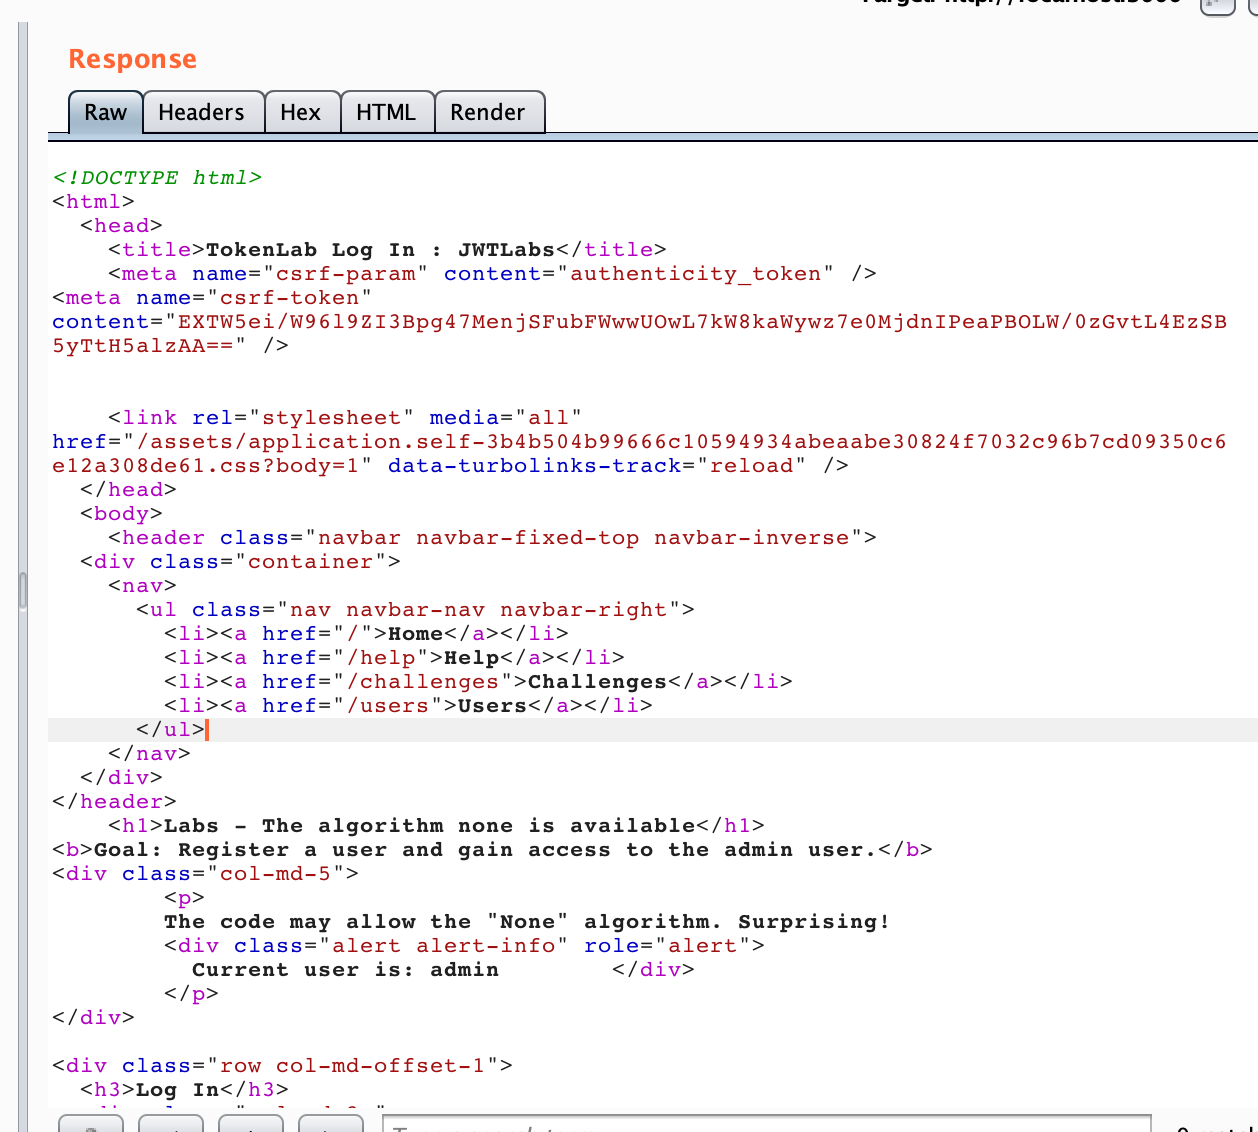 Response
Raw Headers Hex HTML Render
<!DOCTYPE html>
<html>
<head>
<title>TokenLab Log In : JWTLabs</title>
<meta name="csrf-param" content="authenticity_token" />
<meta name="csrf-token"
content="EXTW5ei/W96l9ZI3Bpg47MenjSFubFWwwUOwL7kW8kaWywz7e0MjdnIPeaPBOLW/0zGvtL4EzSB
5yTtH5alzAA==" />
<link rel="stylesheet" media="all"
href="/assets/application.self-3b4b504b99666c10594934abeaabe30824f7032c96b7cd09350c6
e12a308de61.css?body=1" data-turbolinks-track="reload" />
</head>
<body>
<header class="navbar navbar-fixed-top navbar-inverse">
<div class="container">
<nav>
<ul class="nav navbar-nav navbar-right">
<li><a href="/">Home</a></li>
<li><a href="/help">Help</a></li>
<li><a href="/challenges">Challenges</a></li>
<li><a href="/users">Users</a></li>
</ul>
</nav>
</div>
</header>
<h1>Labs - The algorithm none is available</h1>
<b>Goal: Register a user and gain access to the admin user.</b>
<div class="col-md-5">
<p>
The code may allow the "None" algorithm. Surprising!
<div class="alert alert-info" role="alert">
Current user is: admin </div>
</p>
</div>
<div class="row col-md-offset-1">
<h3>Log In</h3>